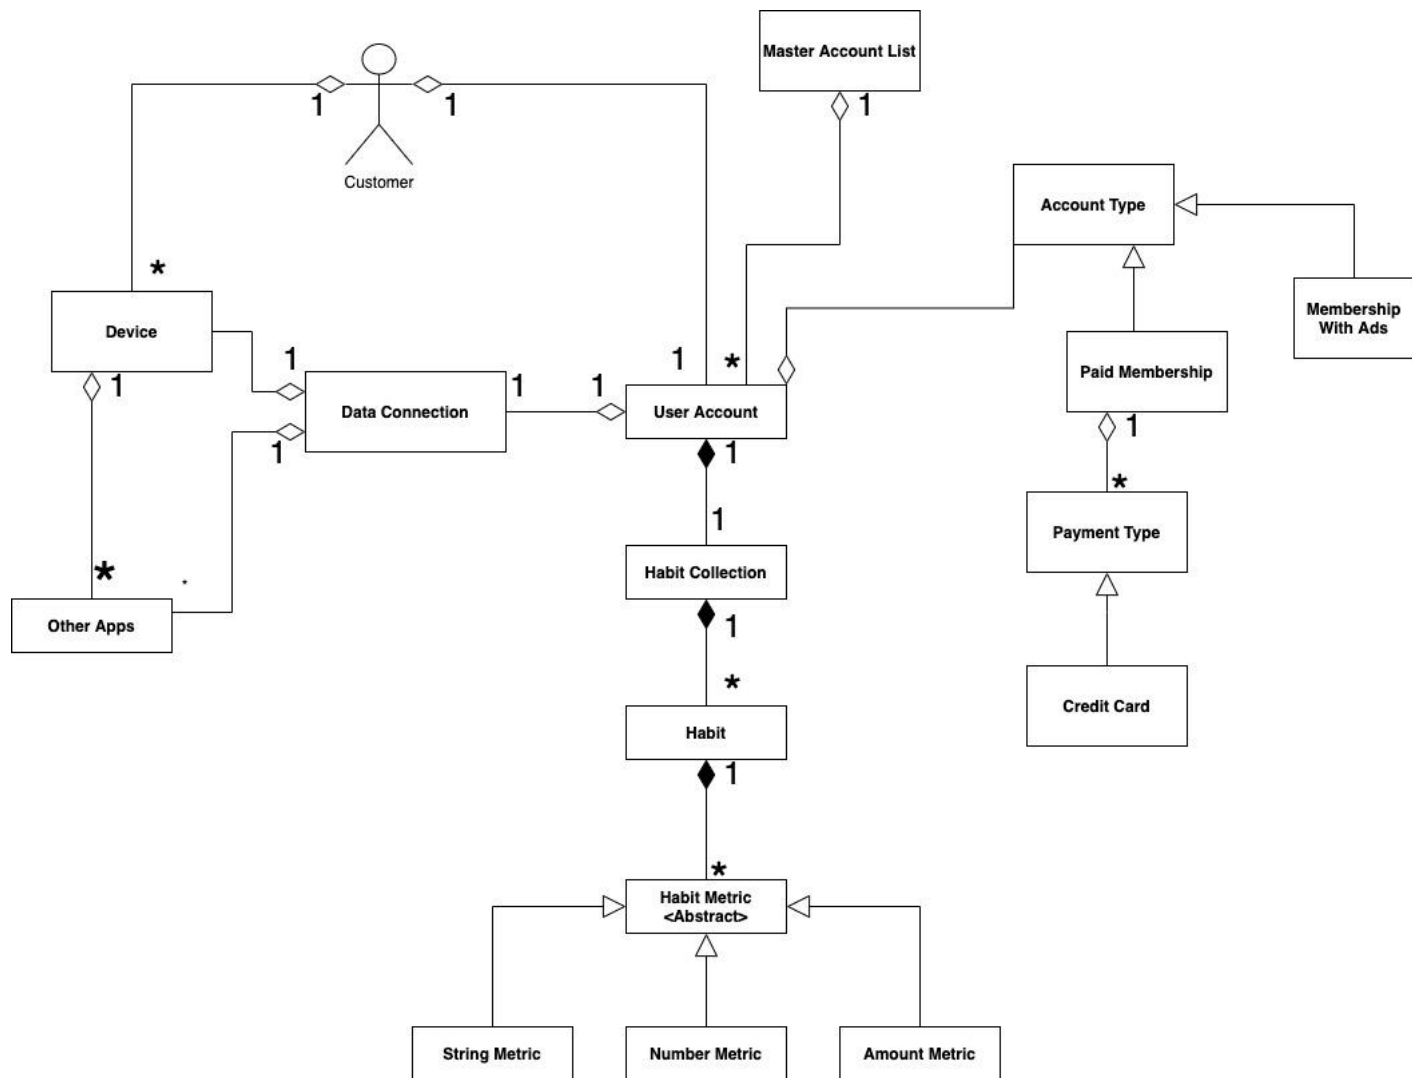 Master Account List
1
1
1
Customer
Account Type
*
Membership
With Ads
Device
1
1
*
Paid Membership
1
1
1
Data Connection
User Account
1
1
1
*
1
Payment Type
Habit Collection
*
*
Other Apps
1
*
Credit Card
Habit
1
*
Habit Metric
<Abstract>
String Metric
Number Metric
Amount Metric